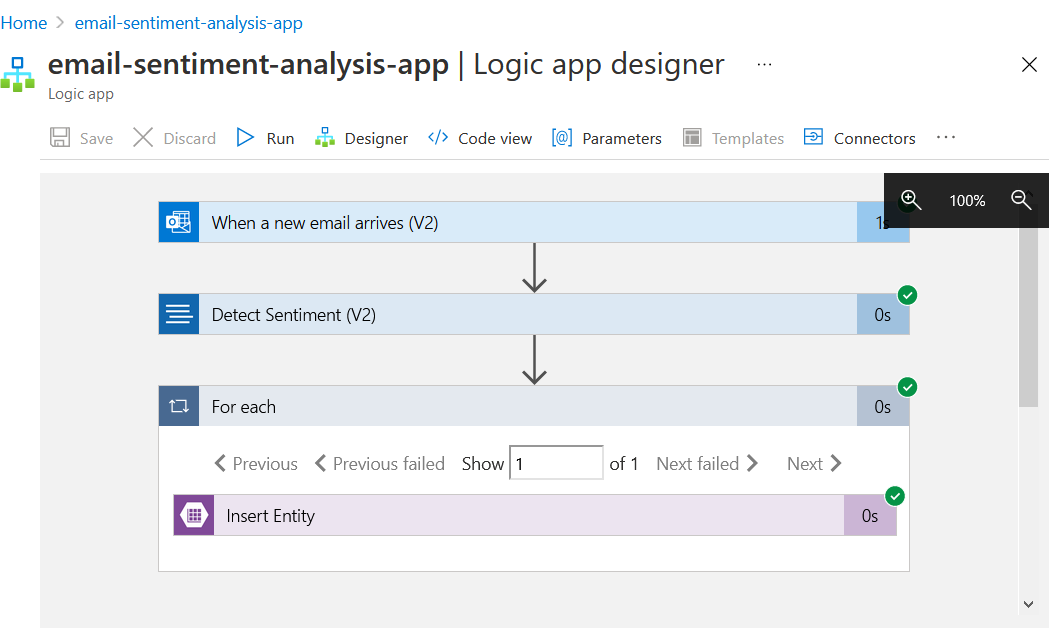 Home > email-sentiment-analysis-app
email-sentiment-analysis-app | Logic app designer ...
Logic app
Save Discard Run Designer Code view Parameters Templates Connectors ...
100%
When a new email arrives (V2) 1s
Detect Sentiment (V2) 0s
For each 0s
Previous Previous failed Show 1 of 1 Next failed Next
Insert Entity 0s